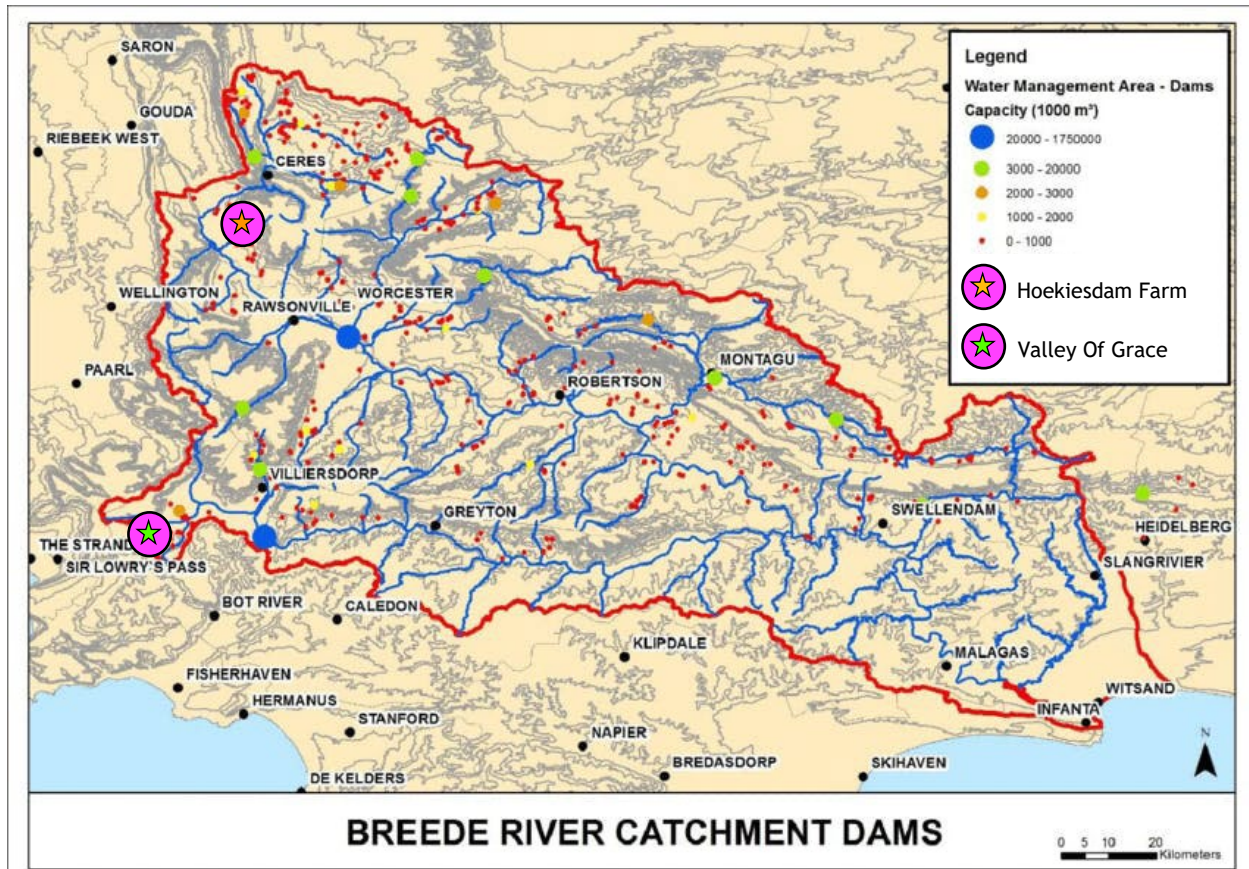 SARON
GOUDA
RIEBEEK WEST
CERES
WELLINGTON
RAWSONVILLE
WORCESTER
PAARL
MONTAGU
ROBERTSON
VILLIERSDORP
GREYTON
SWELLENDAM
HEIDELBERG
THE STRAND
SIR LOWRY'S PASS
SLANGRIVIER
BOT RIVER
CALEDON
KLIPDALE
MALAGAS
FISHERHAVEN
HERMANUS
WITSAND
INFANTA
STANFORD
NAPIER
BREDASDORP
SKIHAVEN
DE KELDERS
Legend
Water Management Area - Dams
Capacity (1000 m³)
20000 - 1750000
3000 - 20000
2000 - 3000
1000 - 2000
0 - 1000
Hoekiesdam Farm
Valley Of Grace
N
BREEDE RIVER CATCHMENT DAMS
0 5 10 20
Kilometers